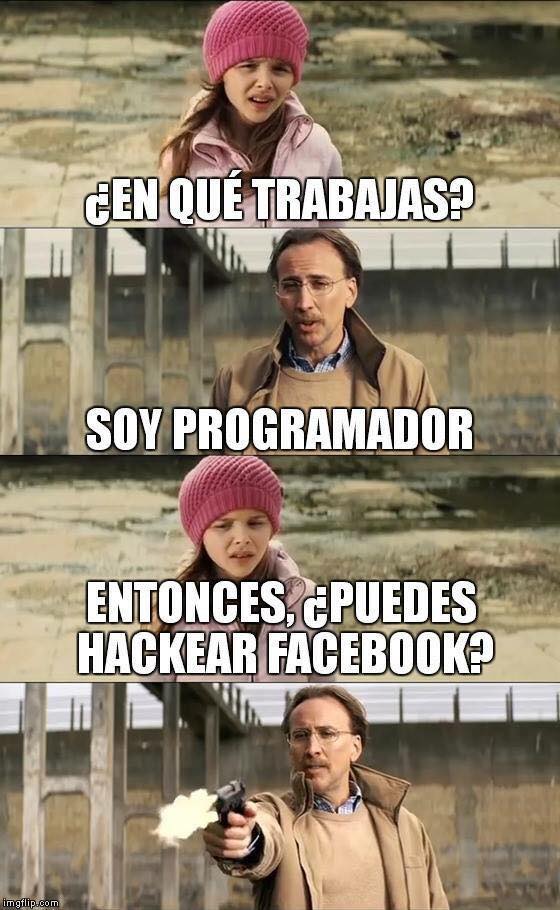 ¿EN QUÉ TRABAJAS?
SOY PROGRAMADOR
ENTONCES, ¿PUEDES
HACKEAR FACEBOOK?
imgflip.com